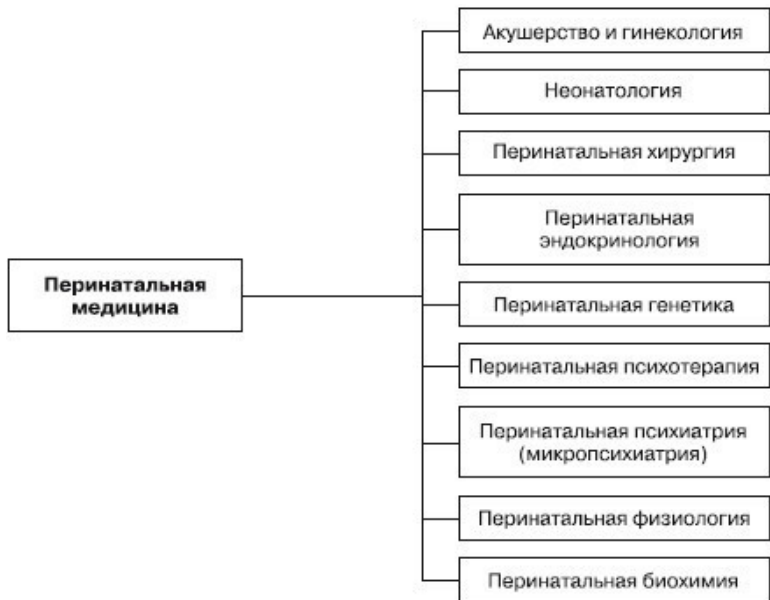 Акушерство и гинекология
Неонатология
Перинатальная хирургия
Перинатальная
эндокринология
Перинатальная
медицина
Перинатальная генетика
Перинатальная психотерапия
Перинатальная психиатрия
(микропсихиатрия)
Перинатальная физиология
Перинатальная биохимия